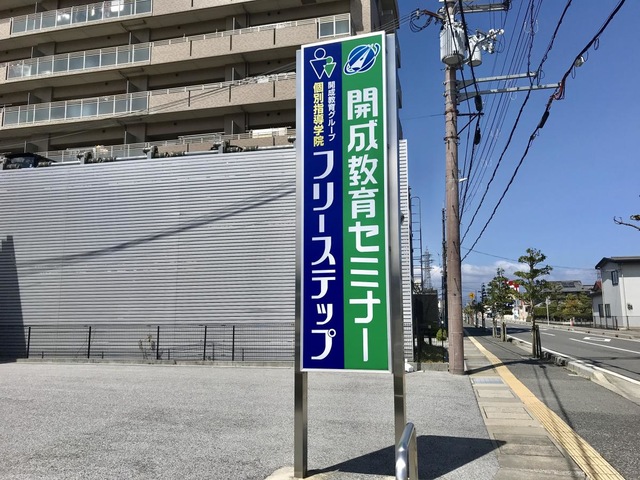 開成教育セミナー
開成教育グループ
個別指導学院
フリーステップ